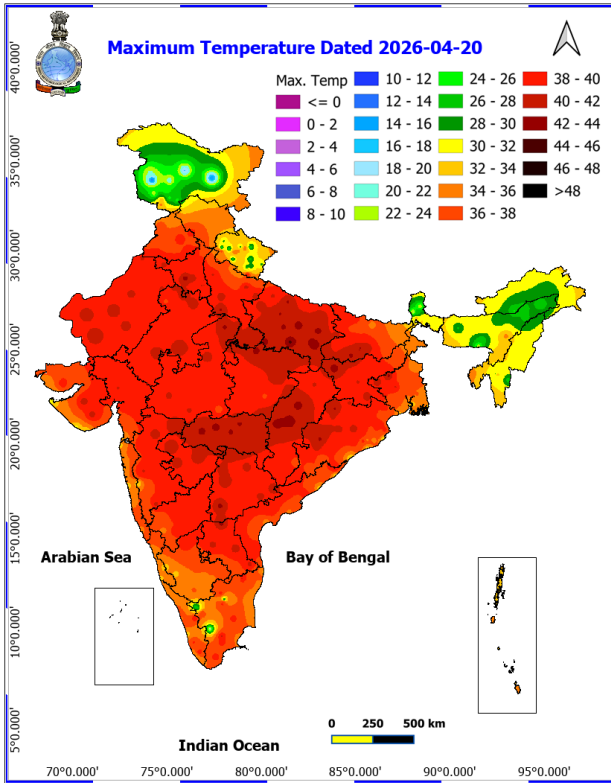 Maximum Temperature Dated 2026-04-20
Max. Temp
<= 0
0 - 2
2 - 4
4 - 6
6 - 8
8 - 10
10 - 12
12 - 14
14 - 16
16 - 18
18 - 20
20 - 22
22 - 24
24 - 26
26 - 28
28 - 30
30 - 32
32 - 34
34 - 36
36 - 38
38 - 40
40 - 42
42 - 44
44 - 46
46 - 48
>48
40°0.000'
35°0.000'
30°0.000'
25°0.000'
20°0.000'
15°0.000'
10°0.000'
5°0.000'
Arabian Sea
Bay of Bengal
Indian Ocean
0 250 500 km
70°0.000' 75°0.000' 80°0.000' 85°0.000' 90°0.000' 95°0.000'